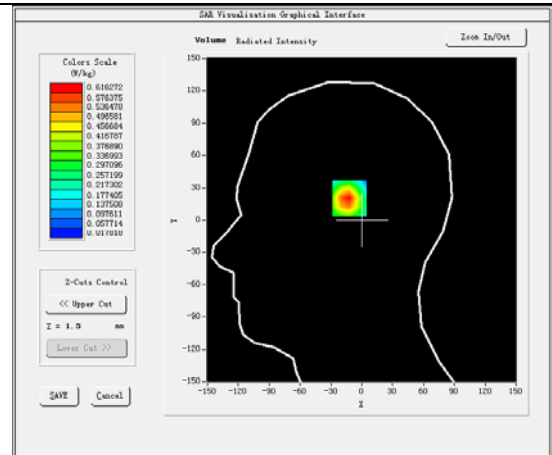 SAR Visualisation Graphical Interface
Volume Radiated Intensity
Zoom In/Out
Colors Scale
(W/kg)
0.616272
0.576375
0.536478
0.496581
0.456684
0.416787
0.376890
0.336993
0.297096
0.257199
0.217302
0.177405
0.137508
0.097611
0.057714
0.017818
Z-Cuts Control
<< Upper Cut
Z = 1.5 mm
Lower Cut >>
SAVE Cancel
150
120
90
60
30
0
-30
-60
-90
-120
-150
Y
-150 -120 -90 -60 -30 0 30 60 90 120 150
X